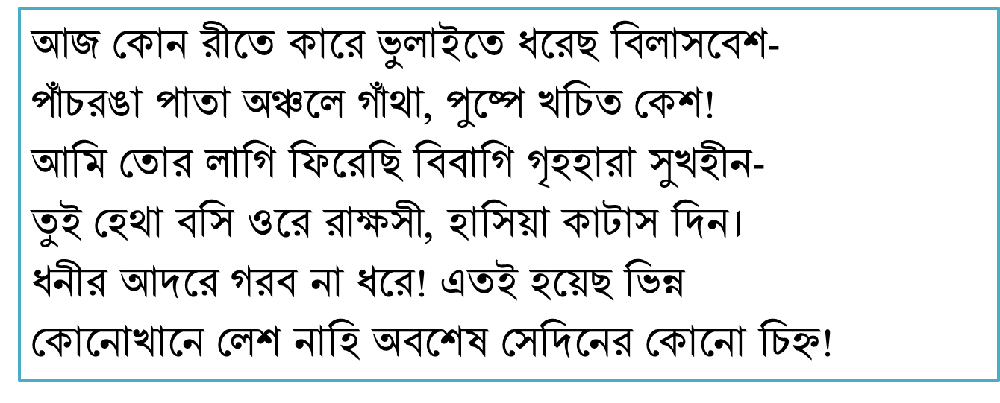 আজ কোন রীতে কারে ভুলাইতে ধরেছ বিলাসবেশ-
পাঁচরঙা পাতা অঞ্চলে গাঁথা, পুষ্পে খচিত কেশ!
আমি তোর লাগি ফিরেছি বিবাগি গৃহহারা সুখহীন-
তুই হেথা বসি ওরে রাক্ষসী, হাসিয়া কাটাস দিন।
ধনীর আদরে গরব না ধরে! এতই হয়েছ ভিন্ন
কোনোখানে লেশ নাহি অবশেষ সেদিনের কোনো চিহ্ন!